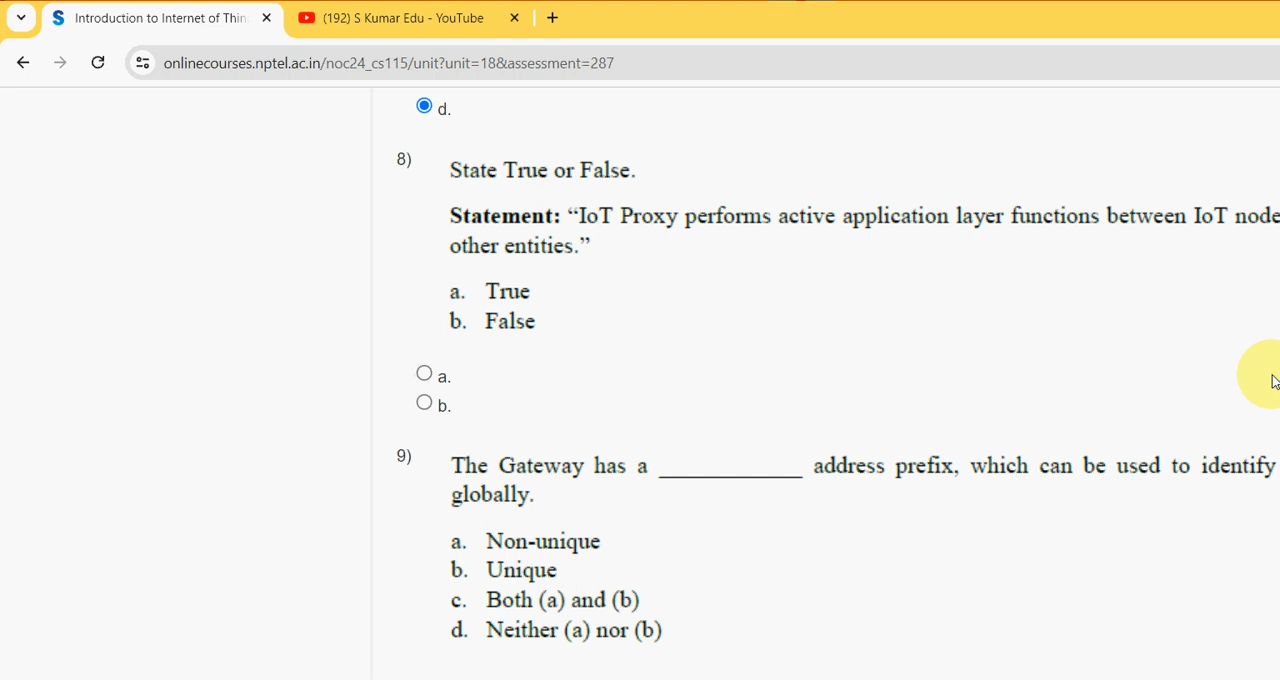 Introduction to Internet of Thin
(192) S Kumar Edu - YouTube
onlinecourses.nptel.ac.in/noc24_cs115/unit?unit=18&assessment=287
d.
8)
State True or False.
Statement: “IoT Proxy performs active application layer functions between IoT node
other entities.”
a. True
b. False
a.
b.
9)
The Gateway has a ____________ address prefix, which can be used to identify
globally.
a. Non-unique
b. Unique
c. Both (a) and (b)
d. Neither (a) nor (b)